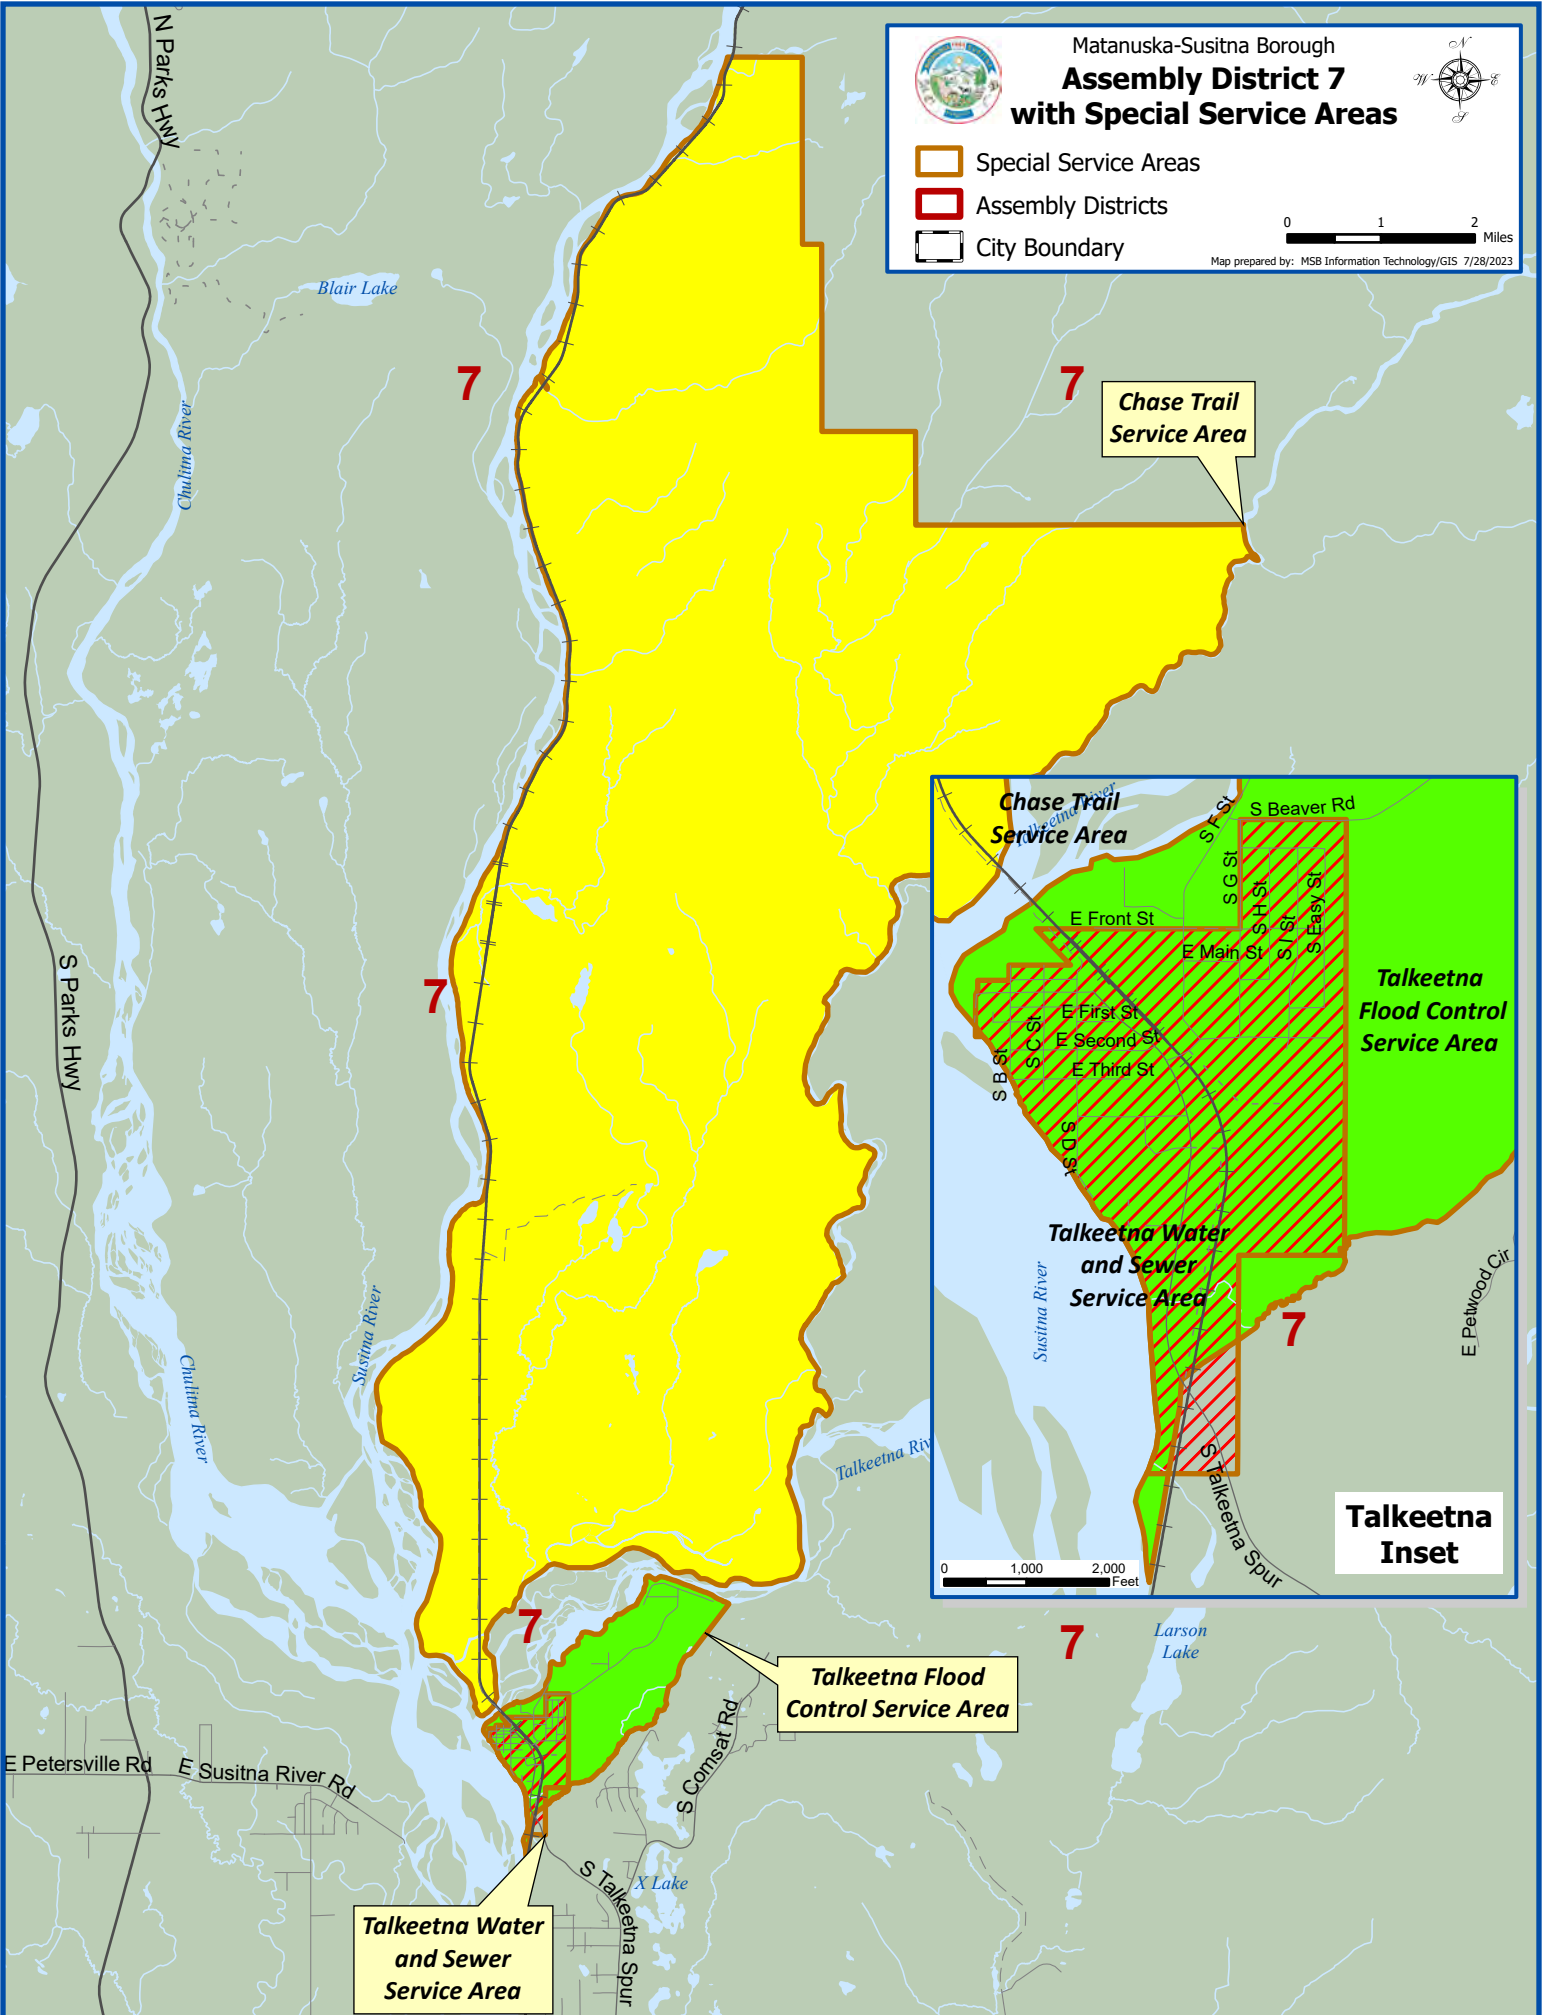 Matanuska-Susitna Borough
Assembly District 7
with Special Service Areas
N
W
E
S
Special Service Areas
Assembly Districts
City Boundary
0 1 2
Miles
Map prepared by: MSB Information Technology/GIS 7/28/2023
N Parks Hwy
Blair Lake
7
7
Chase Trail
Service Area
Chulitna River
S Parks Hwy
7
Susitna River
Chulitna River
Talkeetna Riv
7
7
Larson
Lake
Talkeetna Flood
Control Service Area
S Comsat Rd
E Petersville Rd
E Susitna River Rd
X Lake
S Talkeetna Spur
Talkeetna Water
and Sewer
Service Area
Chase Trail
Service Area
Talkeetna River
S F St
S Beaver Rd
S G St
S H St
S I St
S Easy St
E Front St
E Main St
Talkeetna
Flood Control
Service Area
E First St
E Second St
E Third St
S B St
S C St
S D St
Talkeetna Water
and Sewer
Service Area
Susitna River
7
E Petwood Cir
S Talkeetna Spur
Talkeetna
Inset
0 1,000 2,000
Feet